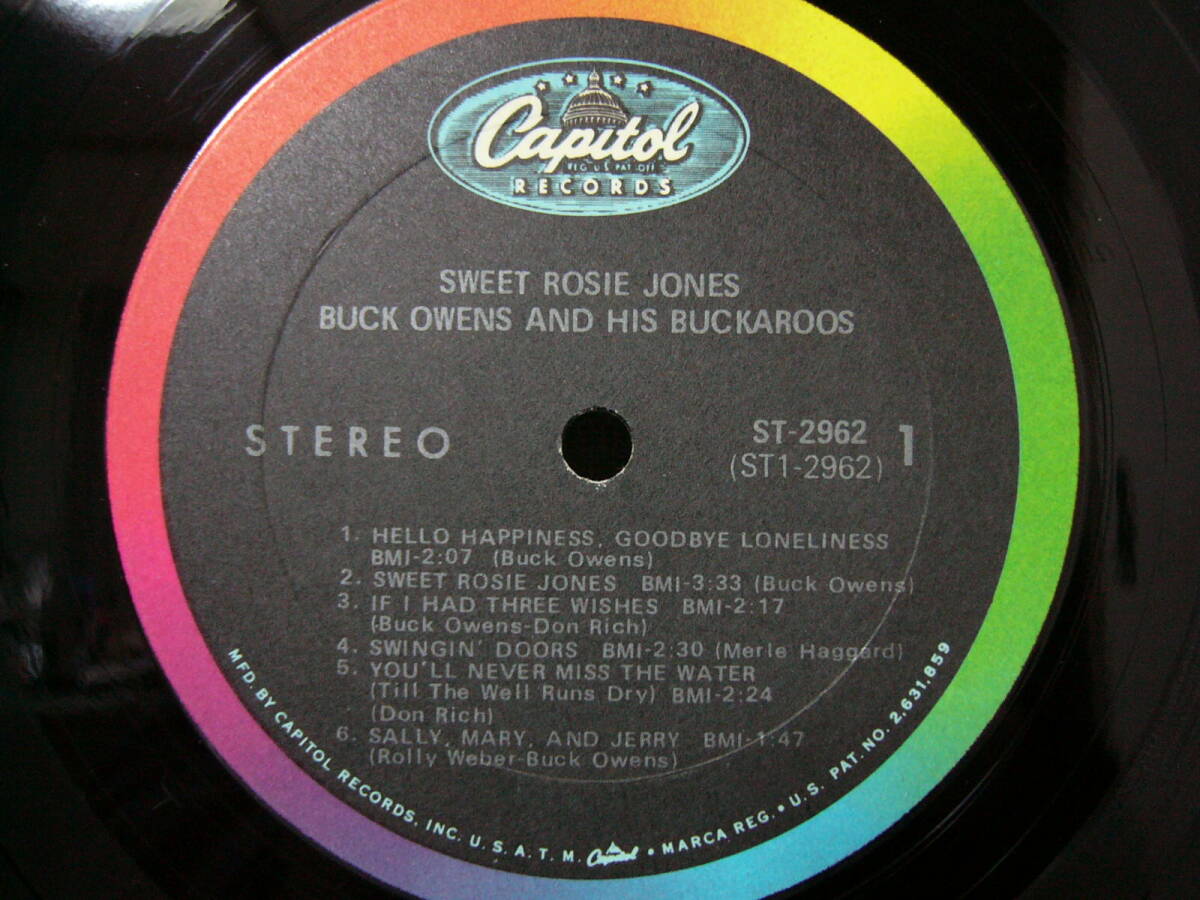 Capitol
REG. U.S. PAT. OFF.
RECORDS
SWEET ROSIE JONES
BUCK OWENS AND HIS BUCKAROOS
STEREO
ST-2962
(ST1-2962)
1
1. HELLO HAPPINESS, GOODBYE LONELINESS
BMI-2:07 (Buck Owens)
2. SWEET ROSIE JONES BMI-3:33 (Buck Owens)
3. IF I HAD THREE WISHES BMI-2:17
(Buck Owens-Don Rich)
4. SWINGIN' DOORS BMI-2:30 (Merle Haggard)
5. YOU'LL NEVER MISS THE WATER
(Till The Well Runs Dry) BMI-2:24
(Don Rich)
6. SALLY, MARY, AND JERRY BMI-1:47
(Rolly Weber-Buck Owens)
MFD. BY CAPITOL RECORDS, INC. U.S.A. T.M. Capitol • MARCA REG. • U.S. PAT. NO. 2,631,859